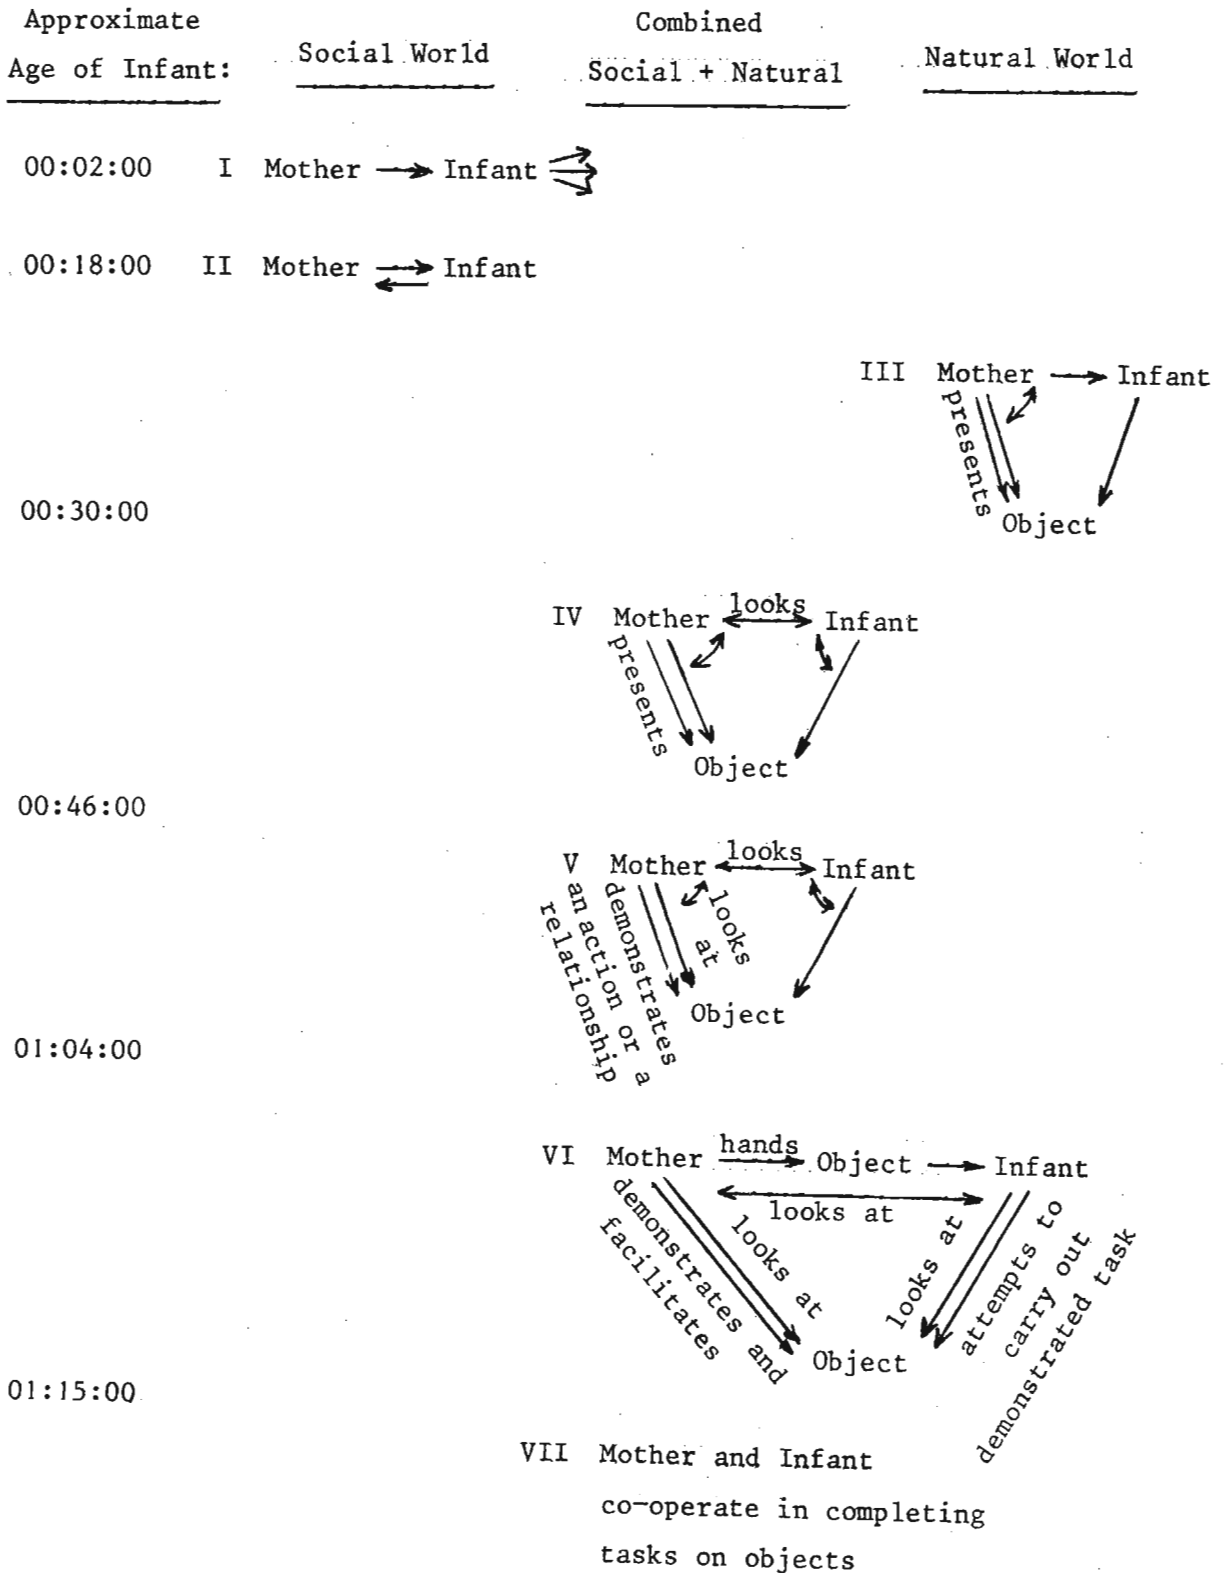 Approximate
Age of Infant:
Social World
Combined
Social + Natural
Natural World
00:02:00 I Mother Infant
00:18:00 II Mother Infant
III Mother Infant
presents
Object
00:30:00
IV Mother looks Infant
presents
Object
00:46:00
V Mother looks Infant
demonstrates
an action or a
relationship
looks
at
Object
01:04:00
VI Mother hands Object Infant
looks at
demonstrates and
facilitates
looks at
looks at
attempts to
carry out
demonstrated task
Object
01:15:00
VII Mother and Infant
co-operate in completing
tasks on objects